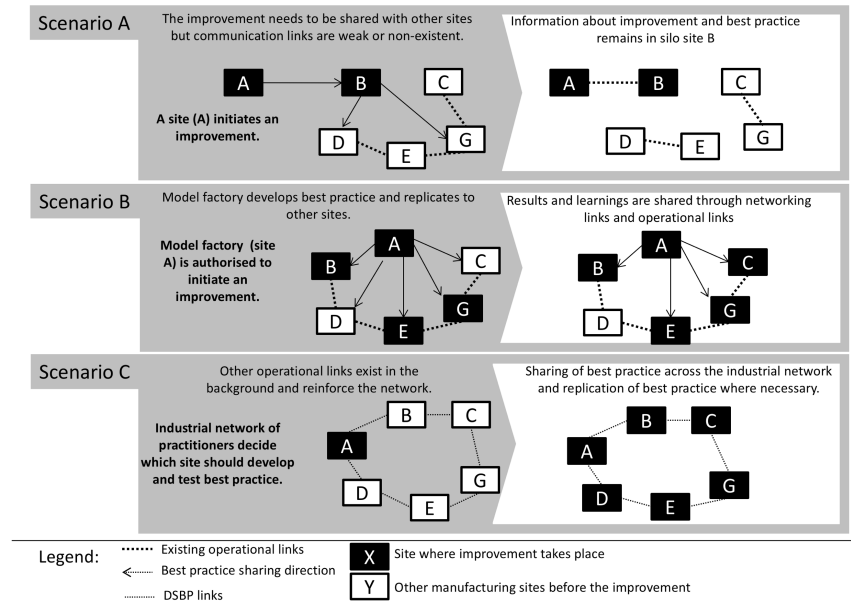 Scenario A
The improvement needs to be shared with other sites
but communication links are weak or non-existent.
A site (A) initiates an
improvement.
A
B
C
D
E
G
Information about improvement and best practice
remains in silo site B
A
B
C
D
E
G
Scenario B
Model factory develops best practice and replicates to
other sites.
Model factory (site
A) is authorised to
initiate an
improvement.
A
B
C
D
E
G
Results and learnings are shared through networking
links and operational links
A
B
C
D
E
G
Scenario C
Other operational links exist in the
background and reinforce the network.
Industrial network of
practitioners decide
which site should develop
and test best practice.
B
C
A
G
D
E
Sharing of best practice across the industrial network
and replication of best practice where necessary.
B
C
A
G
D
E
Legend:
Existing operational links
Best practice sharing direction
DSBP links
X Site where improvement takes place
Y Other manufacturing sites before the improvement